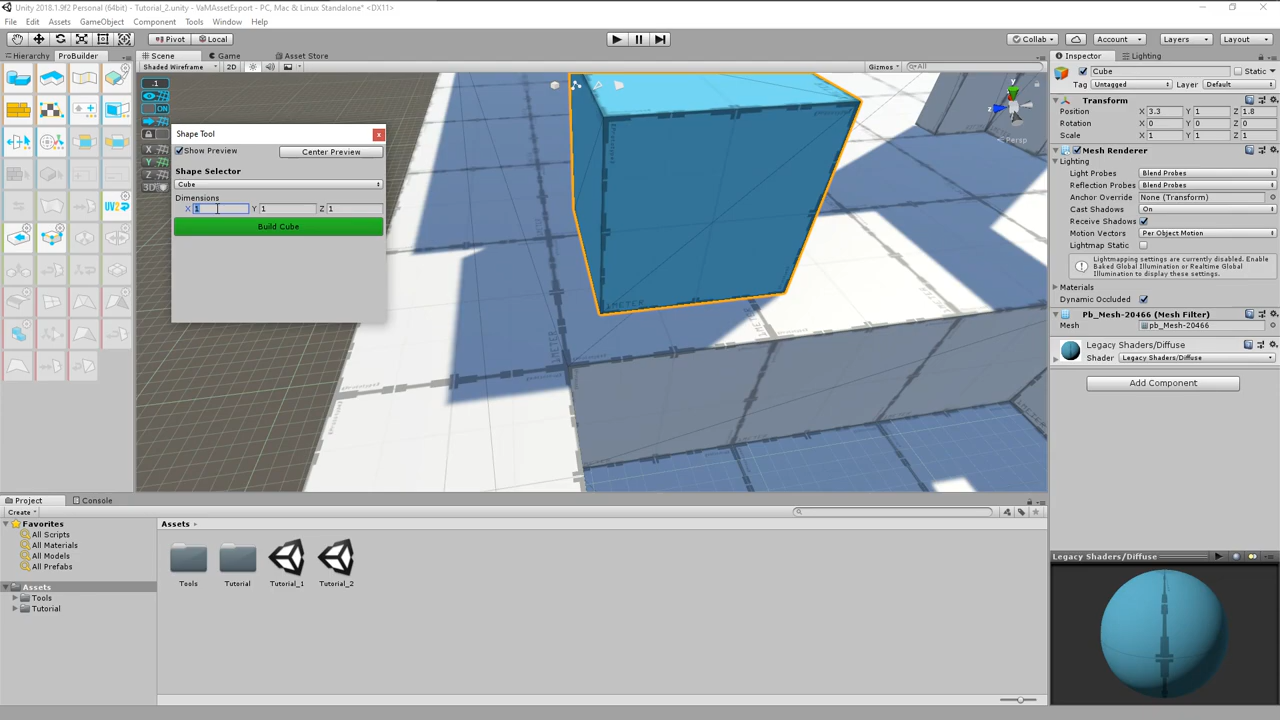 Unity 2018.1.9f2 Personal (64bit) - Tutorial_2.unity - VaMAssetExport - PC, Mac & Linux Standalone* <DX11>
File Edit Assets GameObject Component Tools Window Help
Pivot Local Collab Account Layers Layout
Hierarchy ProBuilder Scene Game Asset Store Inspector Lighting
Shaded Wireframe 2D Gizmos All
Cube Static
Tag Untagged Layer Default
Transform
Position X 3.3 Y 1 Z 1.8
Rotation X 0 Y 0 Z 0
Scale X 1 Y 1 Z 1
Mesh Renderer
Lighting
Light Probes Blend Probes
Reflection Probes Blend Probes
Anchor Override None (Transform)
Cast Shadows On
Receive Shadows
Motion Vectors Per Object Motion
Lightmap Static
Lightmapping settings are currently disabled. Enable
Baked Global Illumination or Realtime Global
Illumination to display these settings.
Materials
Dynamic Occluded
Pb_Mesh-20466 (Mesh Filter)
Mesh pb_Mesh-20466
Legacy Shaders/Diffuse
Shader Legacy Shaders/Diffuse
Add Component
.1
ON
X
Y
Z
3D
UV2
Shape Tool x
Show Preview Center Preview
Shape Selector
Cube
Dimensions
X 1 Y 1 Z 1
Build Cube
y
z
Persp
1METER
Project Console
Create
Favorites
All Scripts
All Materials
All Models
All Prefabs
Assets
Tools
Tutorial
Assets
Tools Tutorial Tutorial_1 Tutorial_2
Legacy Shaders/Diffuse